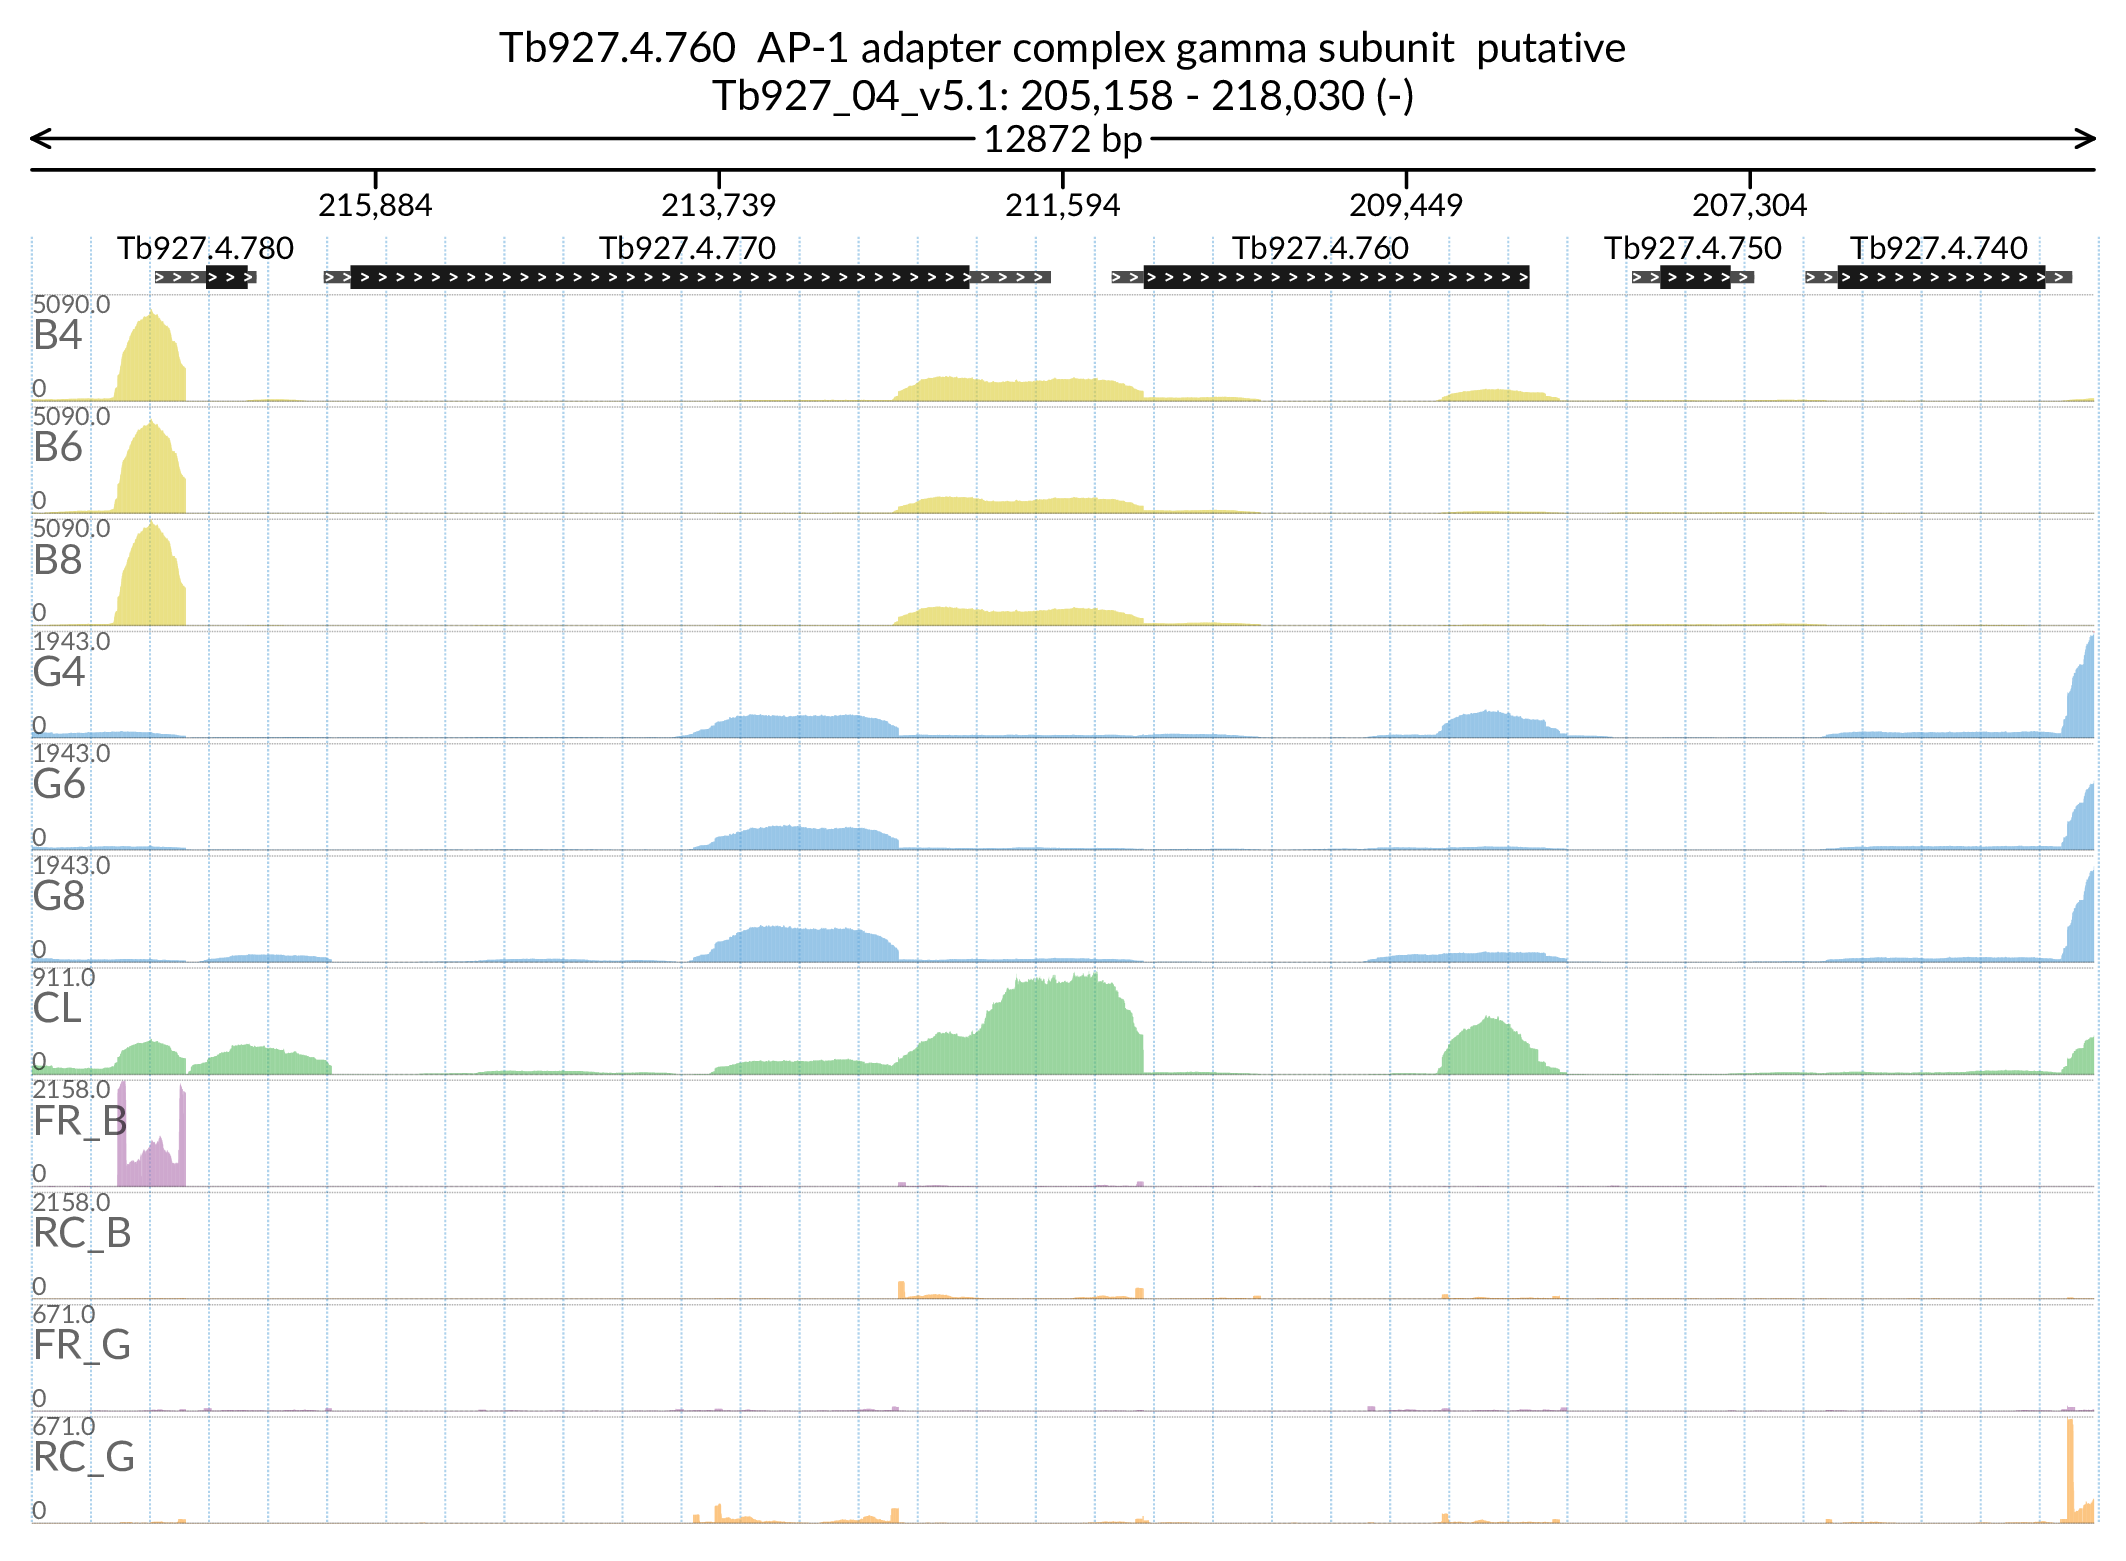 Tb927.4.760  AP-1 adapter complex gamma subunit  putative
Tb927_04_v5.1: 205,158 - 218,030 (-)
12872 bp
215,884 213,739 211,594 209,449 207,304
Tb927.4.780 Tb927.4.770 Tb927.4.760 Tb927.4.750 Tb927.4.740
5090.0
B4
0
5090.0
B6
0
5090.0
B8
0
1943.0
G4
0
1943.0
G6
0
1943.0
G8
0
911.0
CL
0
2158.0
FR_B
0
2158.0
RC_B
0
671.0
FR_G
0
671.0
RC_G
0